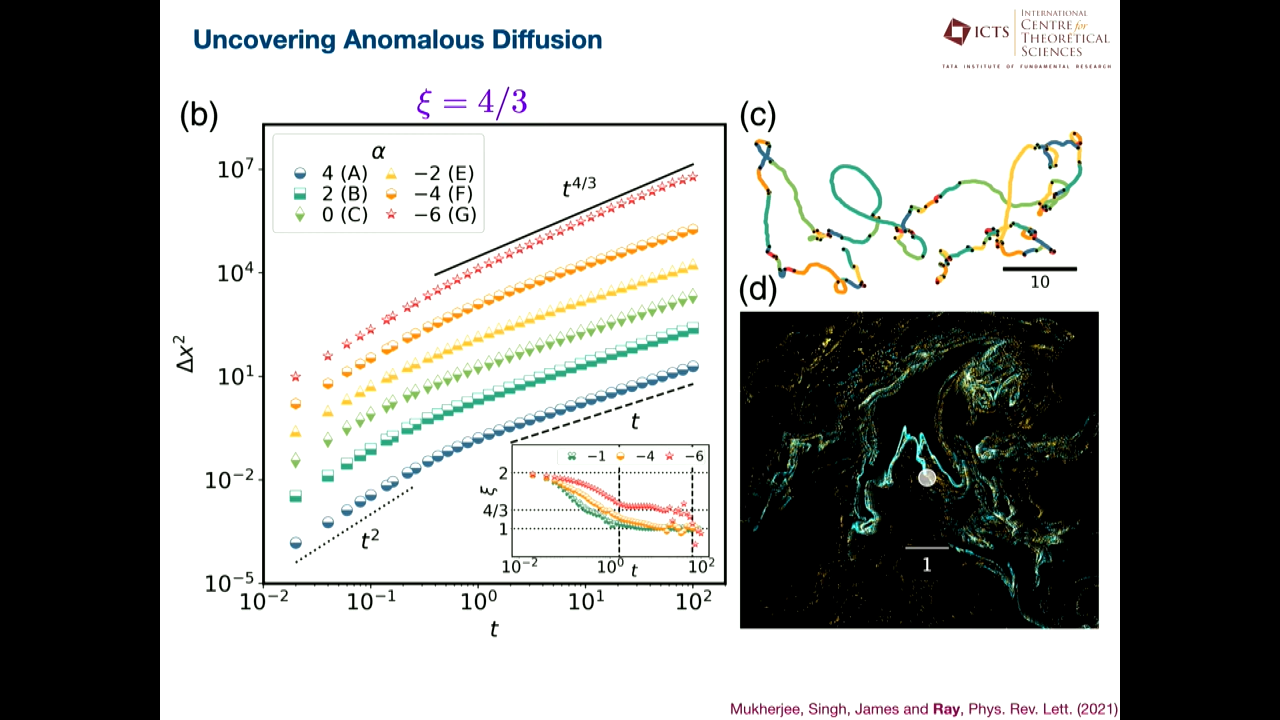 Uncovering Anomalous Diffusion
ICTS
INTERNATIONAL
CENTRE for
THEORETICAL
SCIENCES
TATA INSTITUTE OF FUNDAMENTAL RESEARCH
ξ = 4/3
(b)
α
4 (A)
2 (B)
0 (C)
−2 (E)
−4 (F)
−6 (G)
t^{4/3}
t
t^2
Δx^2
10^7
10^4
10^1
10^{−2}
10^{−5}
10^{−2} 10^{−1} 10^0 10^1 10^2
t
−1 −4 −6
ξ
2
4/3
1
10^{−2} 10^0 10^2
t
(c)
10
(d)
1
Mukherjee, Singh, James and Ray, Phys. Rev. Lett. (2021)